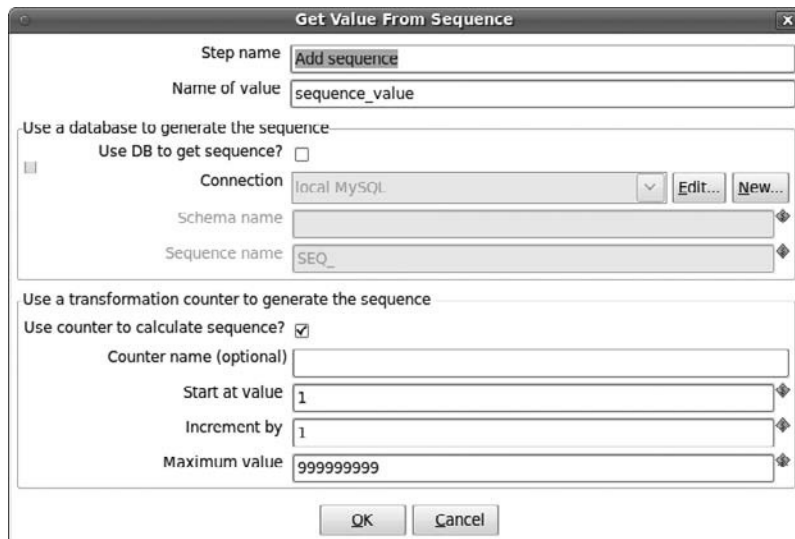 Get Value From Sequence
Step name Add sequence
Name of value sequence_value
Use a database to generate the sequence
Use DB to get sequence?
Connection local MySQL Edit... New...
Schema name
Sequence name SEQ_
Use a transformation counter to generate the sequence
Use counter to calculate sequence?
Counter name (optional)
Start at value 1
Increment by 1
Maximum value 999999999
OK Cancel